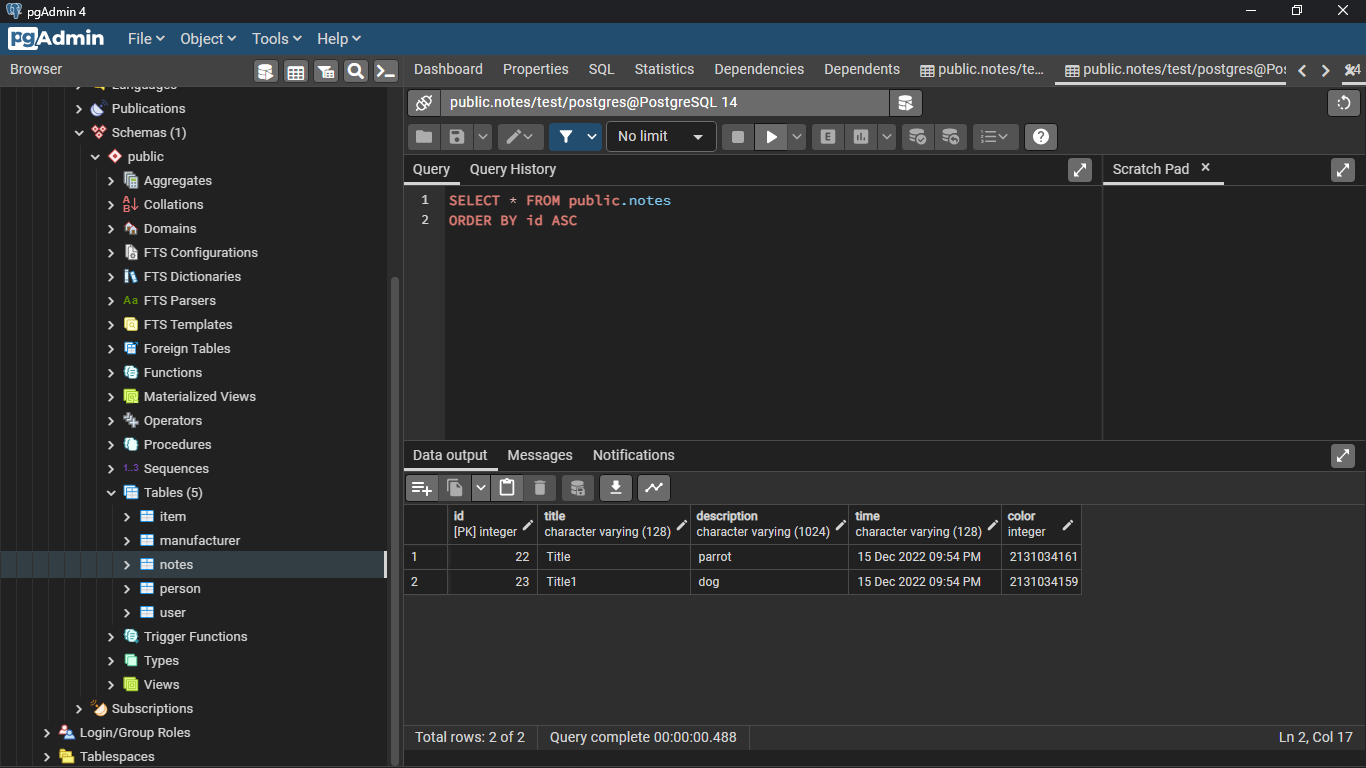 pgAdmin 4
pgAdmin File Object Tools Help
Browser
Dashboard Properties SQL Statistics Dependencies Dependents public.notes/te... public.notes/test/postgres@Pos
Languages
Publications
Schemas (1)
public
Aggregates
Collations
Domains
FTS Configurations
FTS Dictionaries
Aa FTS Parsers
FTS Templates
Foreign Tables
Functions
Materialized Views
Operators
Procedures
1..3 Sequences
Tables (5)
item
manufacturer
notes
person
user
Trigger Functions
Types
Views
Subscriptions
Login/Group Roles
Tablespaces
public.notes/test/postgres@PostgreSQL 14
No limit
E
Query Query History
Scratch Pad
1 SELECT * FROM public.notes
2 ORDER BY id ASC
Data output Messages Notifications
id title description time color
[PK] integer character varying (128) character varying (1024) character varying (128) integer
1 22 Title parrot 15 Dec 2022 09:54 PM 2131034161
2 23 Title1 dog 15 Dec 2022 09:54 PM 2131034159
Total rows: 2 of 2 Query complete 00:00:00.488 Ln 2, Col 17